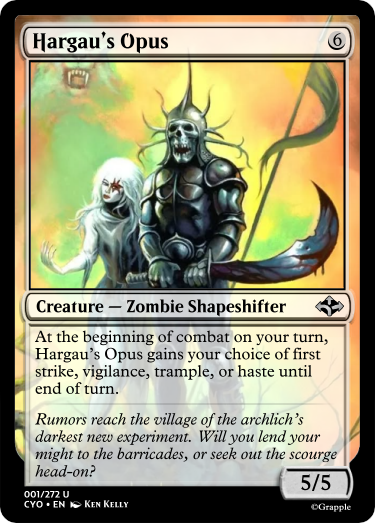 Hargau's Opus 6
Creature — Zombie Shapeshifter
At the beginning of combat on your turn,
Hargau's Opus gains your choice of first
strike, vigilance, trample, or haste until
end of turn.
Rumors reach the village of the archlich's
darkest new experiment. Will you lend your
might to the barricades, or seek out the scourge
head-on?
5/5
001/272 U
CYO • EN Ken Kelly
©Grapple